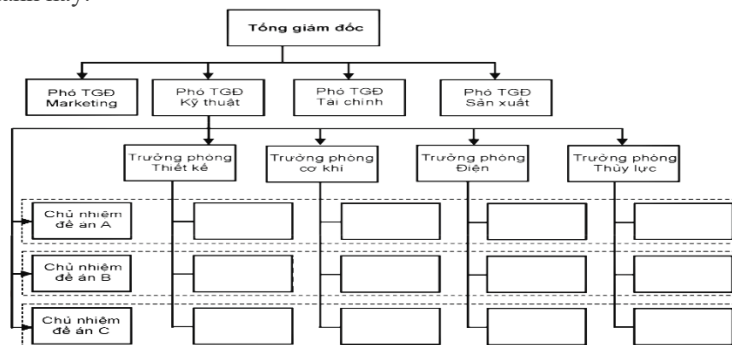 Tổng giám đốc
Phó TGĐ
Marketing
Phó TGĐ
Kỹ thuật
Phó TGĐ
Tài chính
Phó TGĐ
Sản xuất
Trưởng phòng
Thiết kế
Trưởng phòng
cơ khí
Trưởng phòng
Điện
Trưởng phòng
Thủy lực
Chủ nhiệm
đề án A
Chủ nhiệm
đề án B
Chủ nhiệm
đề án C